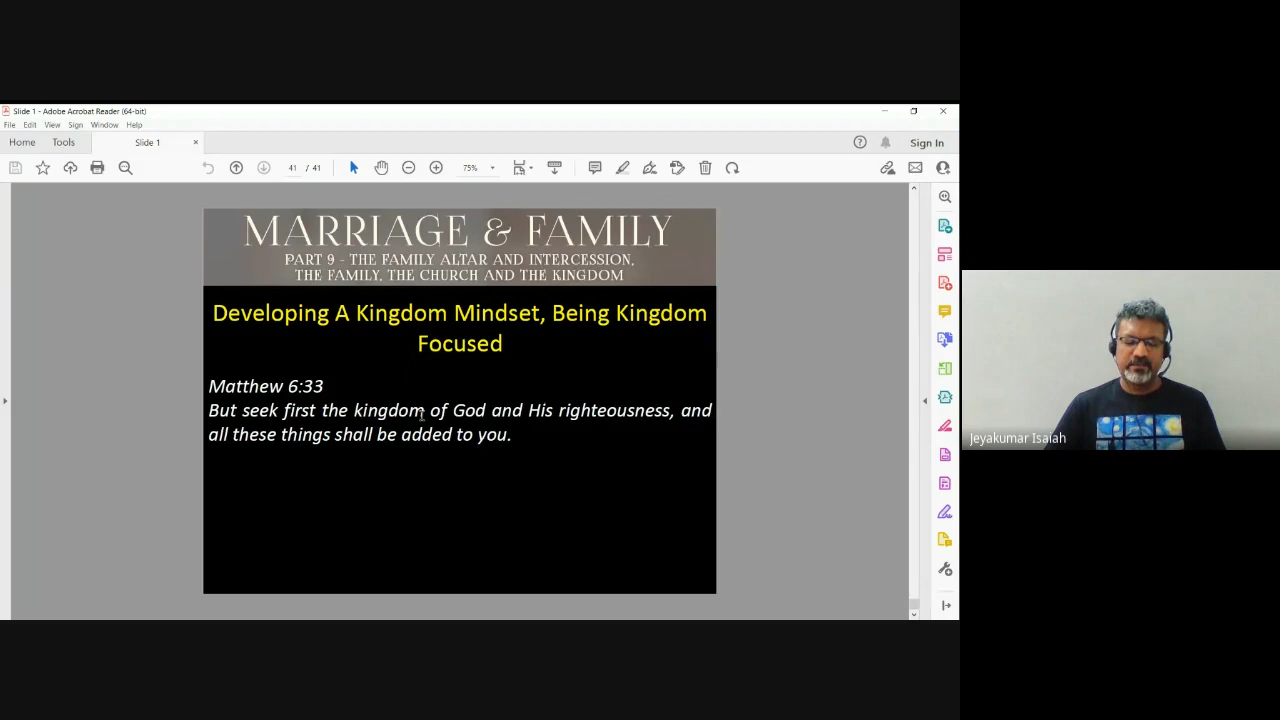 Slide 1 - Adobe Acrobat Reader (64-bit)
File Edit View Sign Window Help
Home Tools Slide 1 × Sign In
41 / 41 75%
MARRIAGE & FAMILY
PART 9 - THE FAMILY ALTAR AND INTERCESSION,
THE FAMILY, THE CHURCH AND THE KINGDOM
Developing A Kingdom Mindset, Being Kingdom
Focused
Matthew 6:33
But seek first the kingdom of God and His righteousness, and
all these things shall be added to you.
Jeyakumar Isaiah